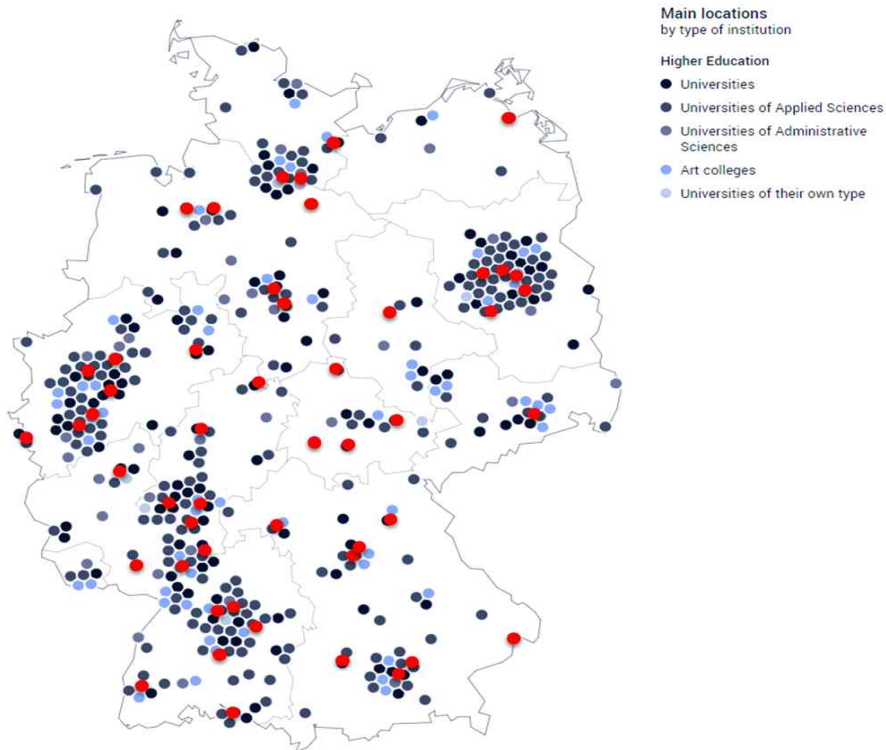 Main locations
by type of institution
Higher Education
Universities
Universities of Applied Sciences
Universities of Administrative
Sciences
Art colleges
Universities of their own type